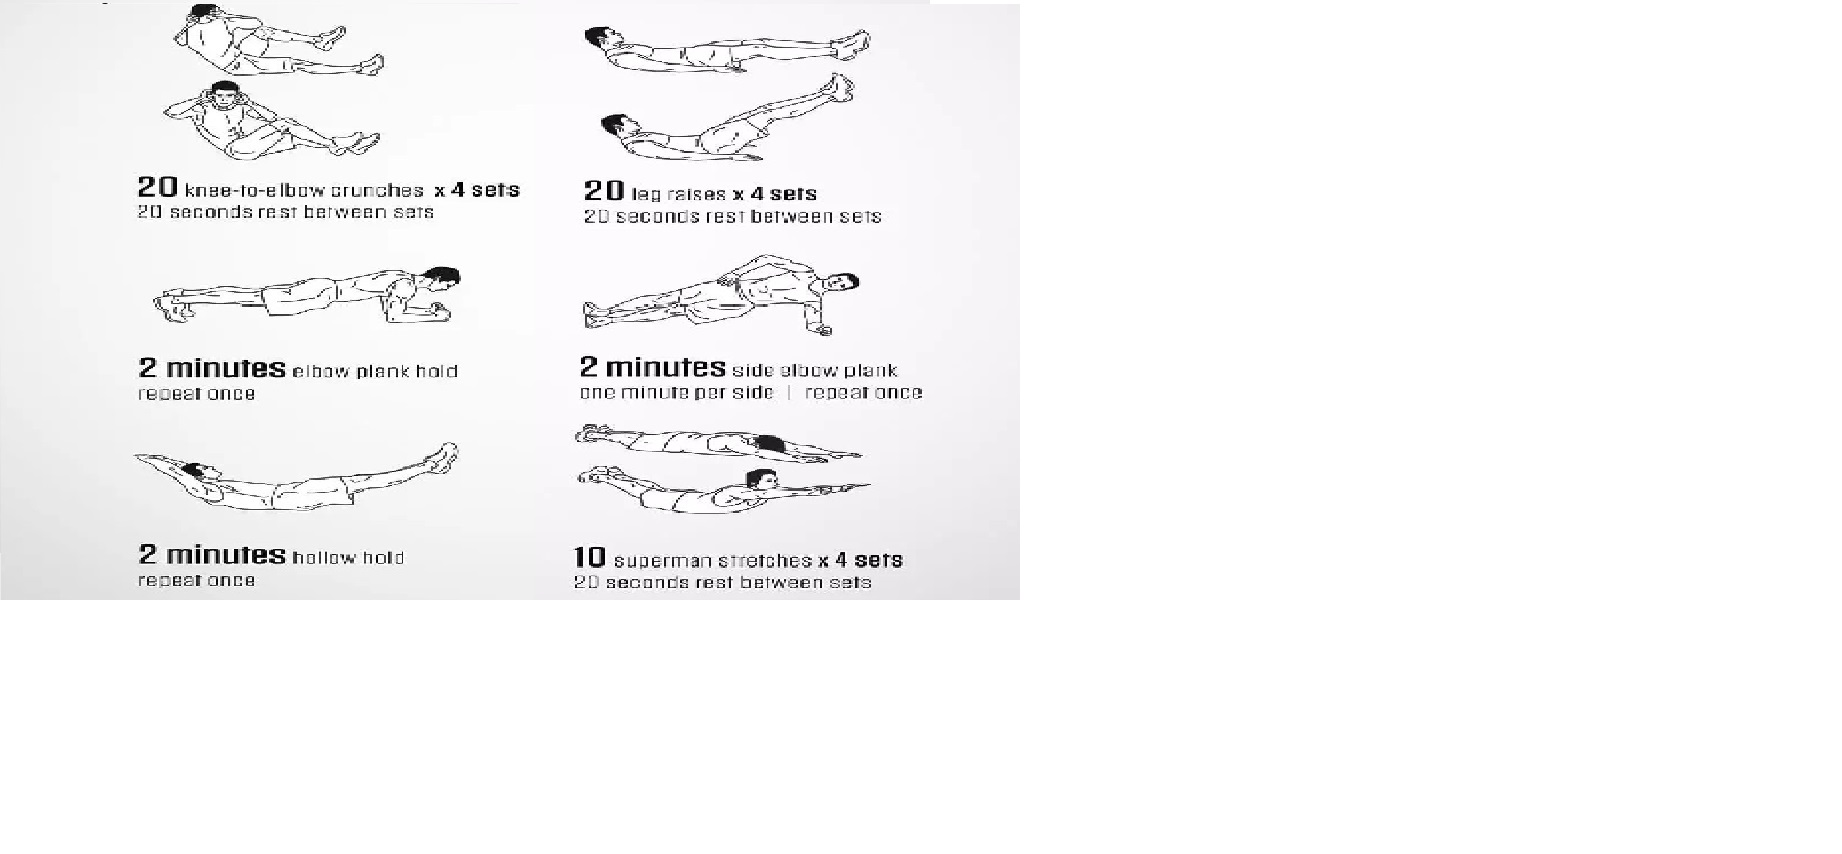 20 knee-to-elbow crunches x 4 sets
20 seconds rest between sets
20 leg raises x 4 sets
20 seconds rest between sets
2 minutes elbow plank hold
repeat once
2 minutes side elbow plank
one minute per side | repeat once
2 minutes hollow hold
repeat once
10 superman stretches x 4 sets
20 seconds rest between sets